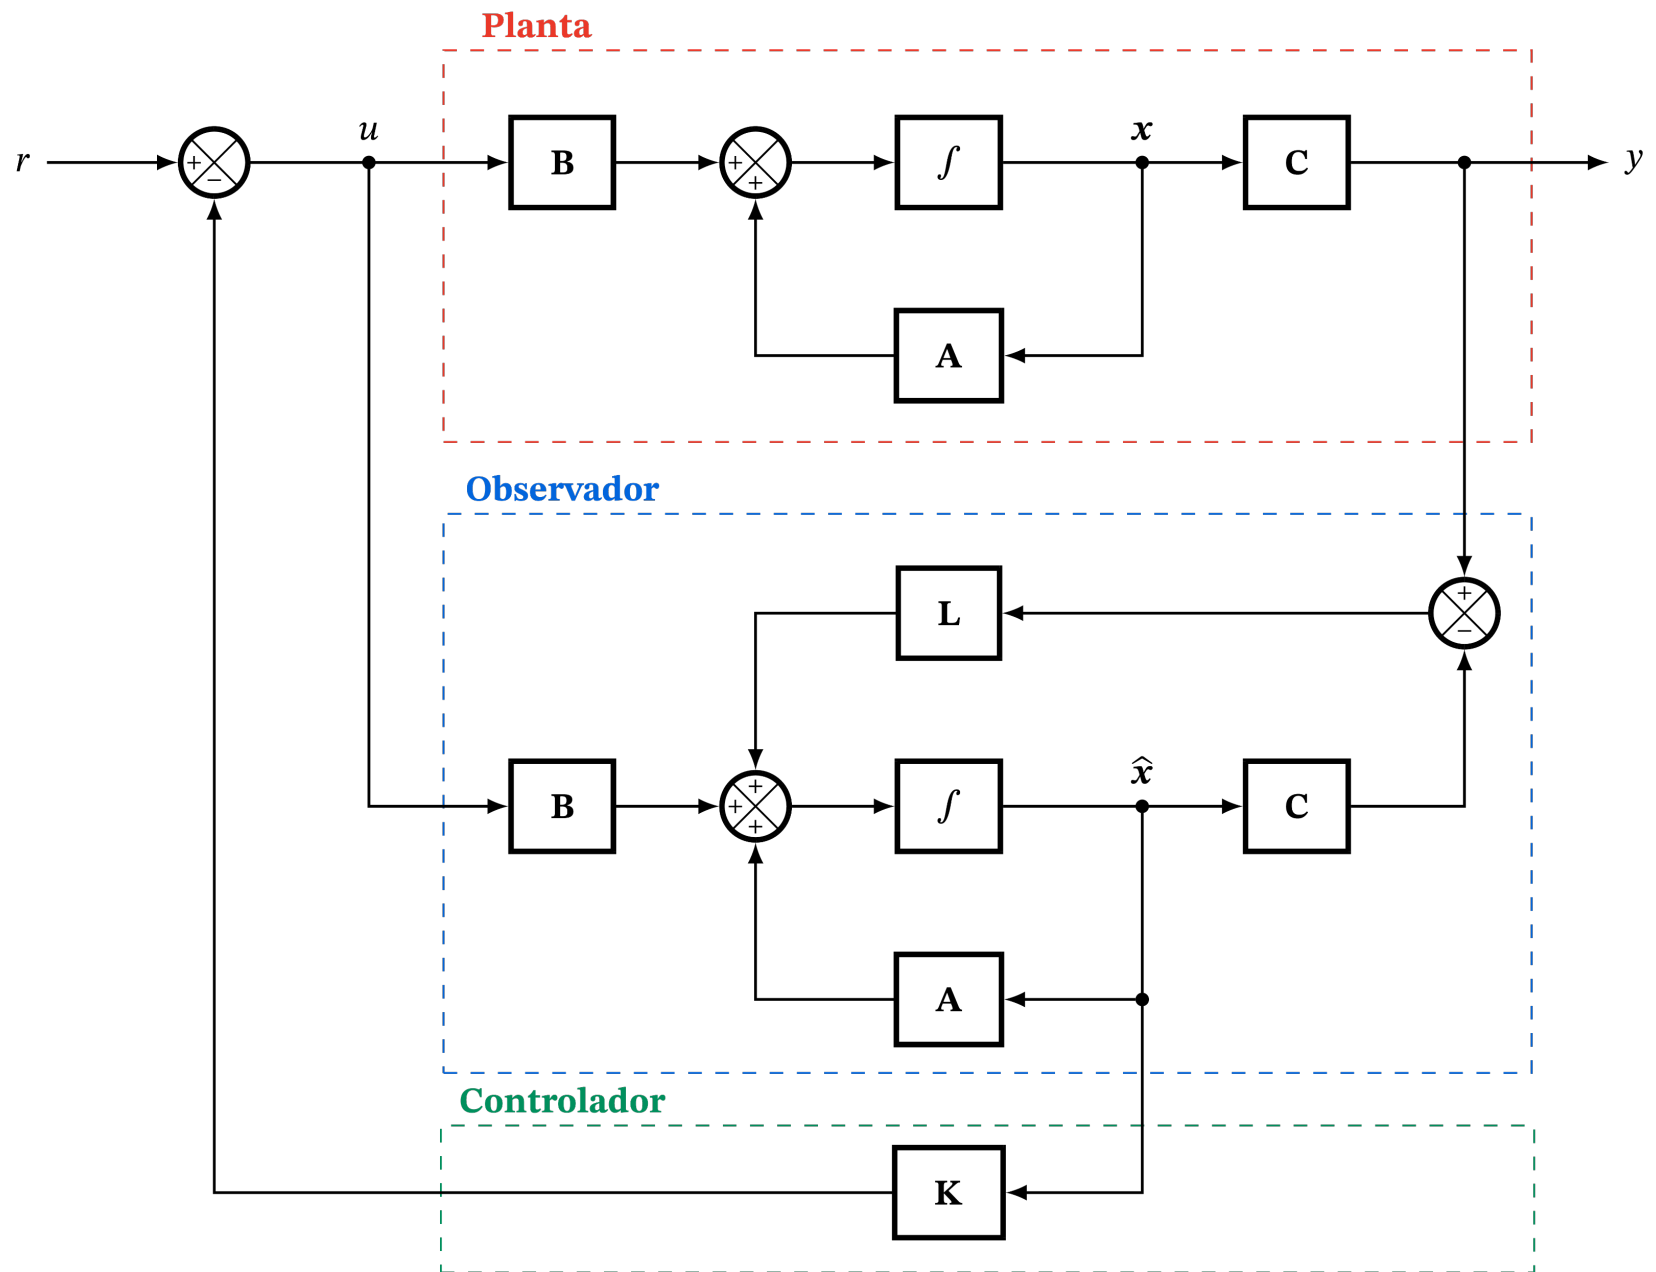 Planta
r + − u B + + ∫ x C y
A
Observador
L + −
B + + + ∫ x̂ C
A
Controlador
K